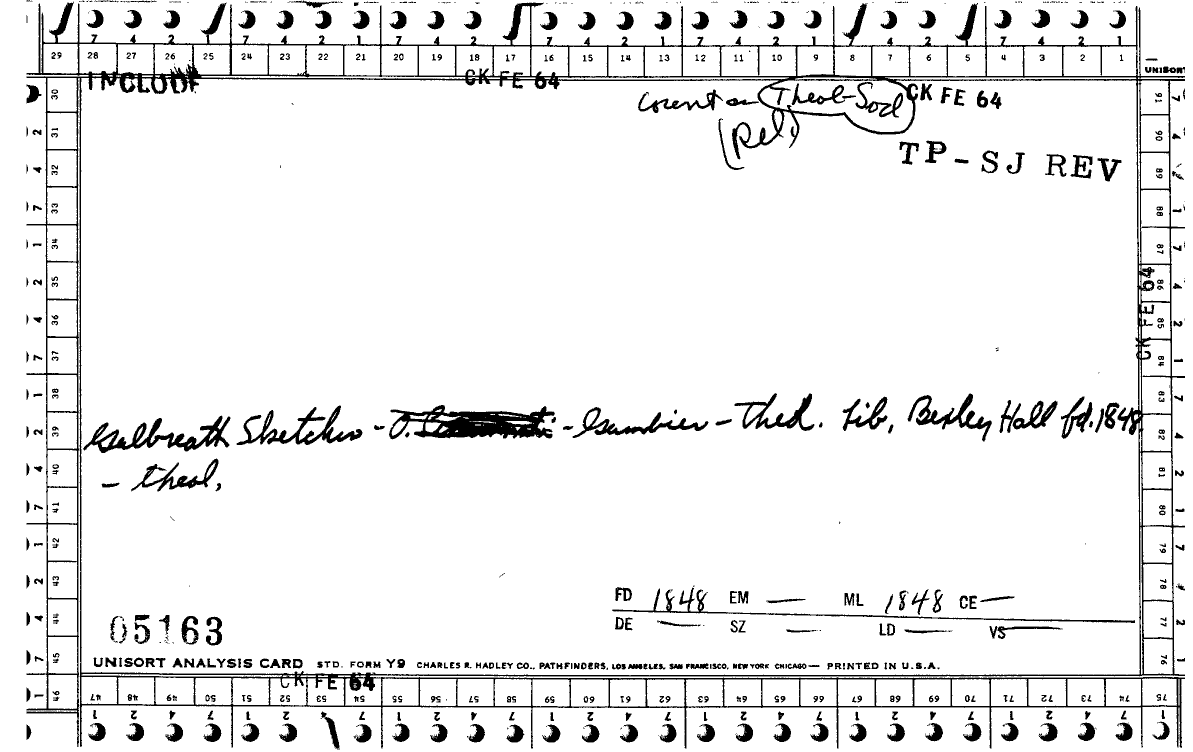 7 4 2 1 7 4 2 1 7 4 2 1 7 4 2 1 7 4 2 1 7 4 2 1 7 4 2 1
29 28 27 26 25 24 23 22 21 20 19 18 17 16 15 14 13 12 11 10 9 8 7 6 5 4 3 2 1
UNISORT
INCLUDE CK FE 64 CK FE 64
Count as Theol-Socl
(Rel)
TP-SJ REV
CK FE 64
Galbreath Sketches - O. - Gambier - Theol. Lib, Bexley Hall fd. 1848
- theol.
FD 1848 EM — ML 1848 CE —
DE — SZ — LD — VS —
05163
UNISORT ANALYSIS CARD STD. FORM Y9 CHARLES R. HADLEY CO., PATHFINDERS, LOS ANGELES, SAN FRANCISCO, NEW YORK CHICAGO — PRINTED IN U.S.A.
CK FE 64
30 31 32 33 34 35 36 37 38 39 40 41 42 43 44 45 46
47 48 49 50 51 52 53 54 55 56 57 58 59 60 61 62 63 64 65 66 67 68 69 70 71 72 73 74 75
76 77 78 79 80 81 82 83 84 85 86 87 88 89 90 91